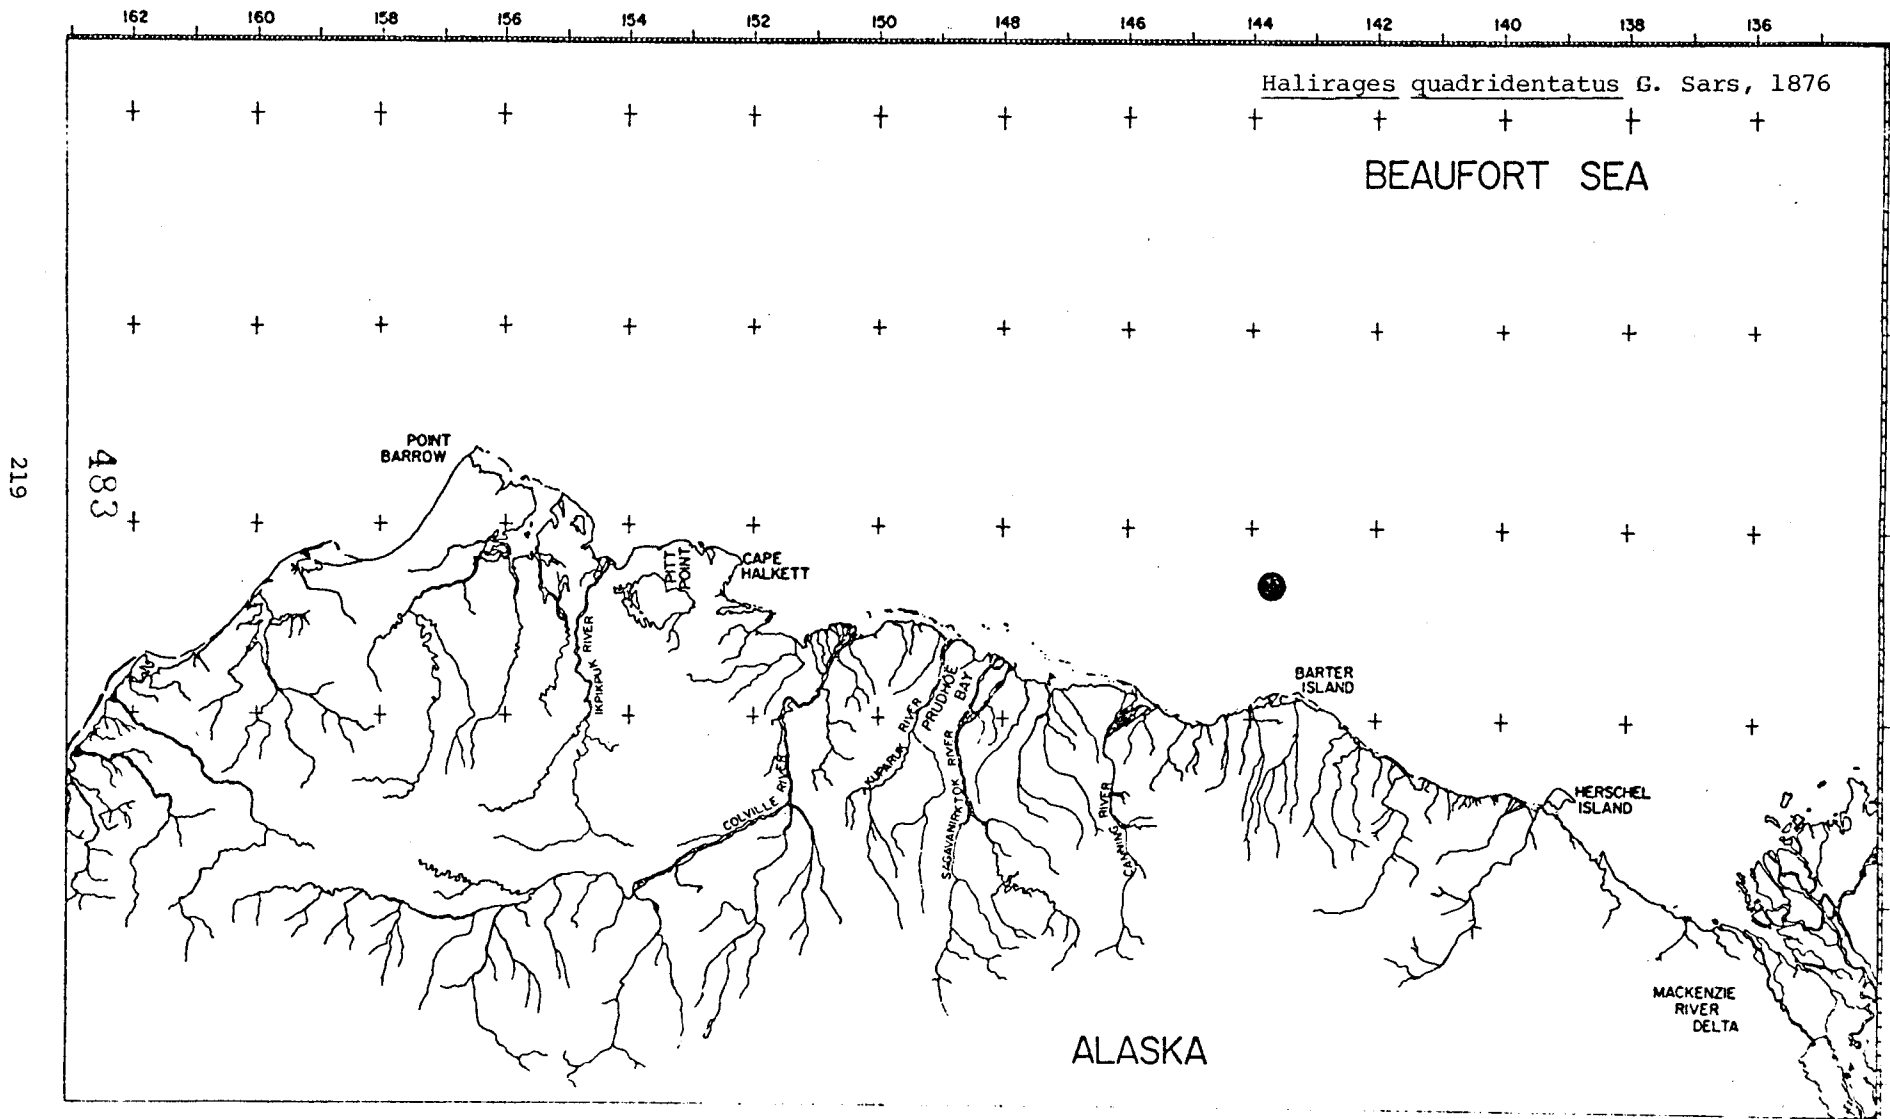 162 160 158 156 154 152 150 148 146 144 142 140 138 136
Halirages quadridentatus G. Sars, 1876
BEAUFORT SEA
POINT
BARROW
219
483
PITT
POINT
CAPE
HALKETT
IKPIKPUK RIVER
BARTER
ISLAND
PRUDHOE
BAY
KUPARUK RIVER
COLVILLE RIVER
SAGAVANIRKTOK RIVER
CANNING RIVER
HERSCHEL
ISLAND
MACKENZIE
RIVER
DELTA
ALASKA